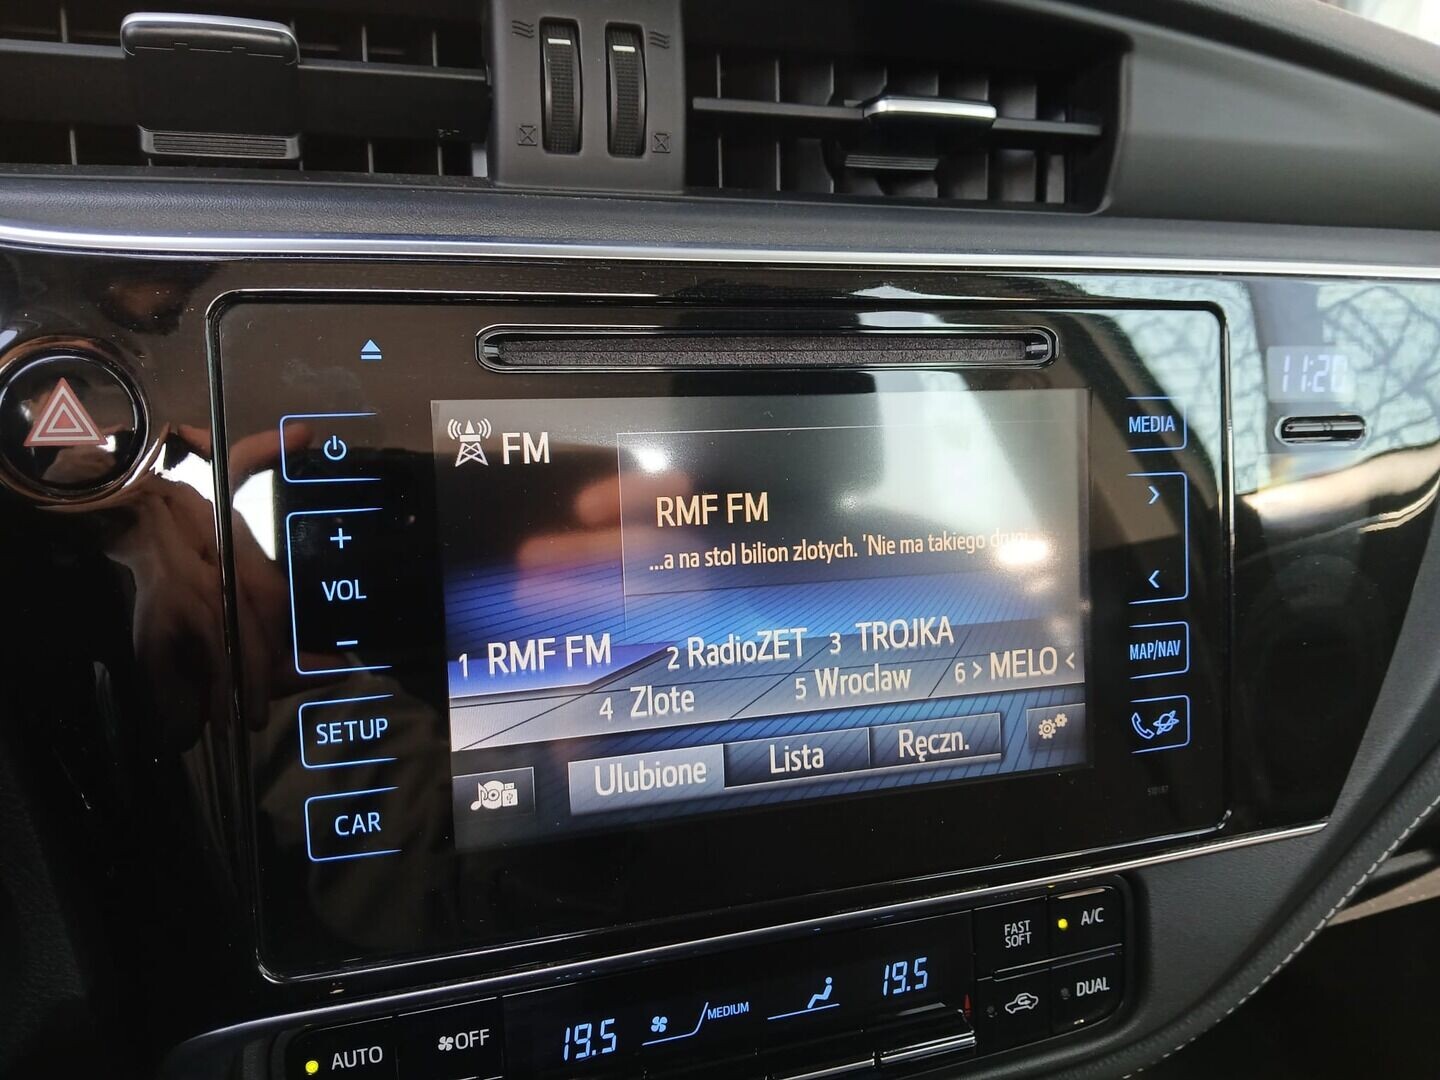 11:20
MEDIA
FM
RMF FM
...a na stol bilion zlotych. 'Nie ma takiego drugi...
VOL
1 RMF FM
2 RadioZET
3 TROJKA
4 Zlote
5 Wroclaw
6 > MELO <
MAP/NAV
SETUP
Ulubione
Lista
Ręczn.
CAR
510187
FAST
SOFT
A/C
AUTO
OFF
19.5
MEDIUM
19.5
DUAL